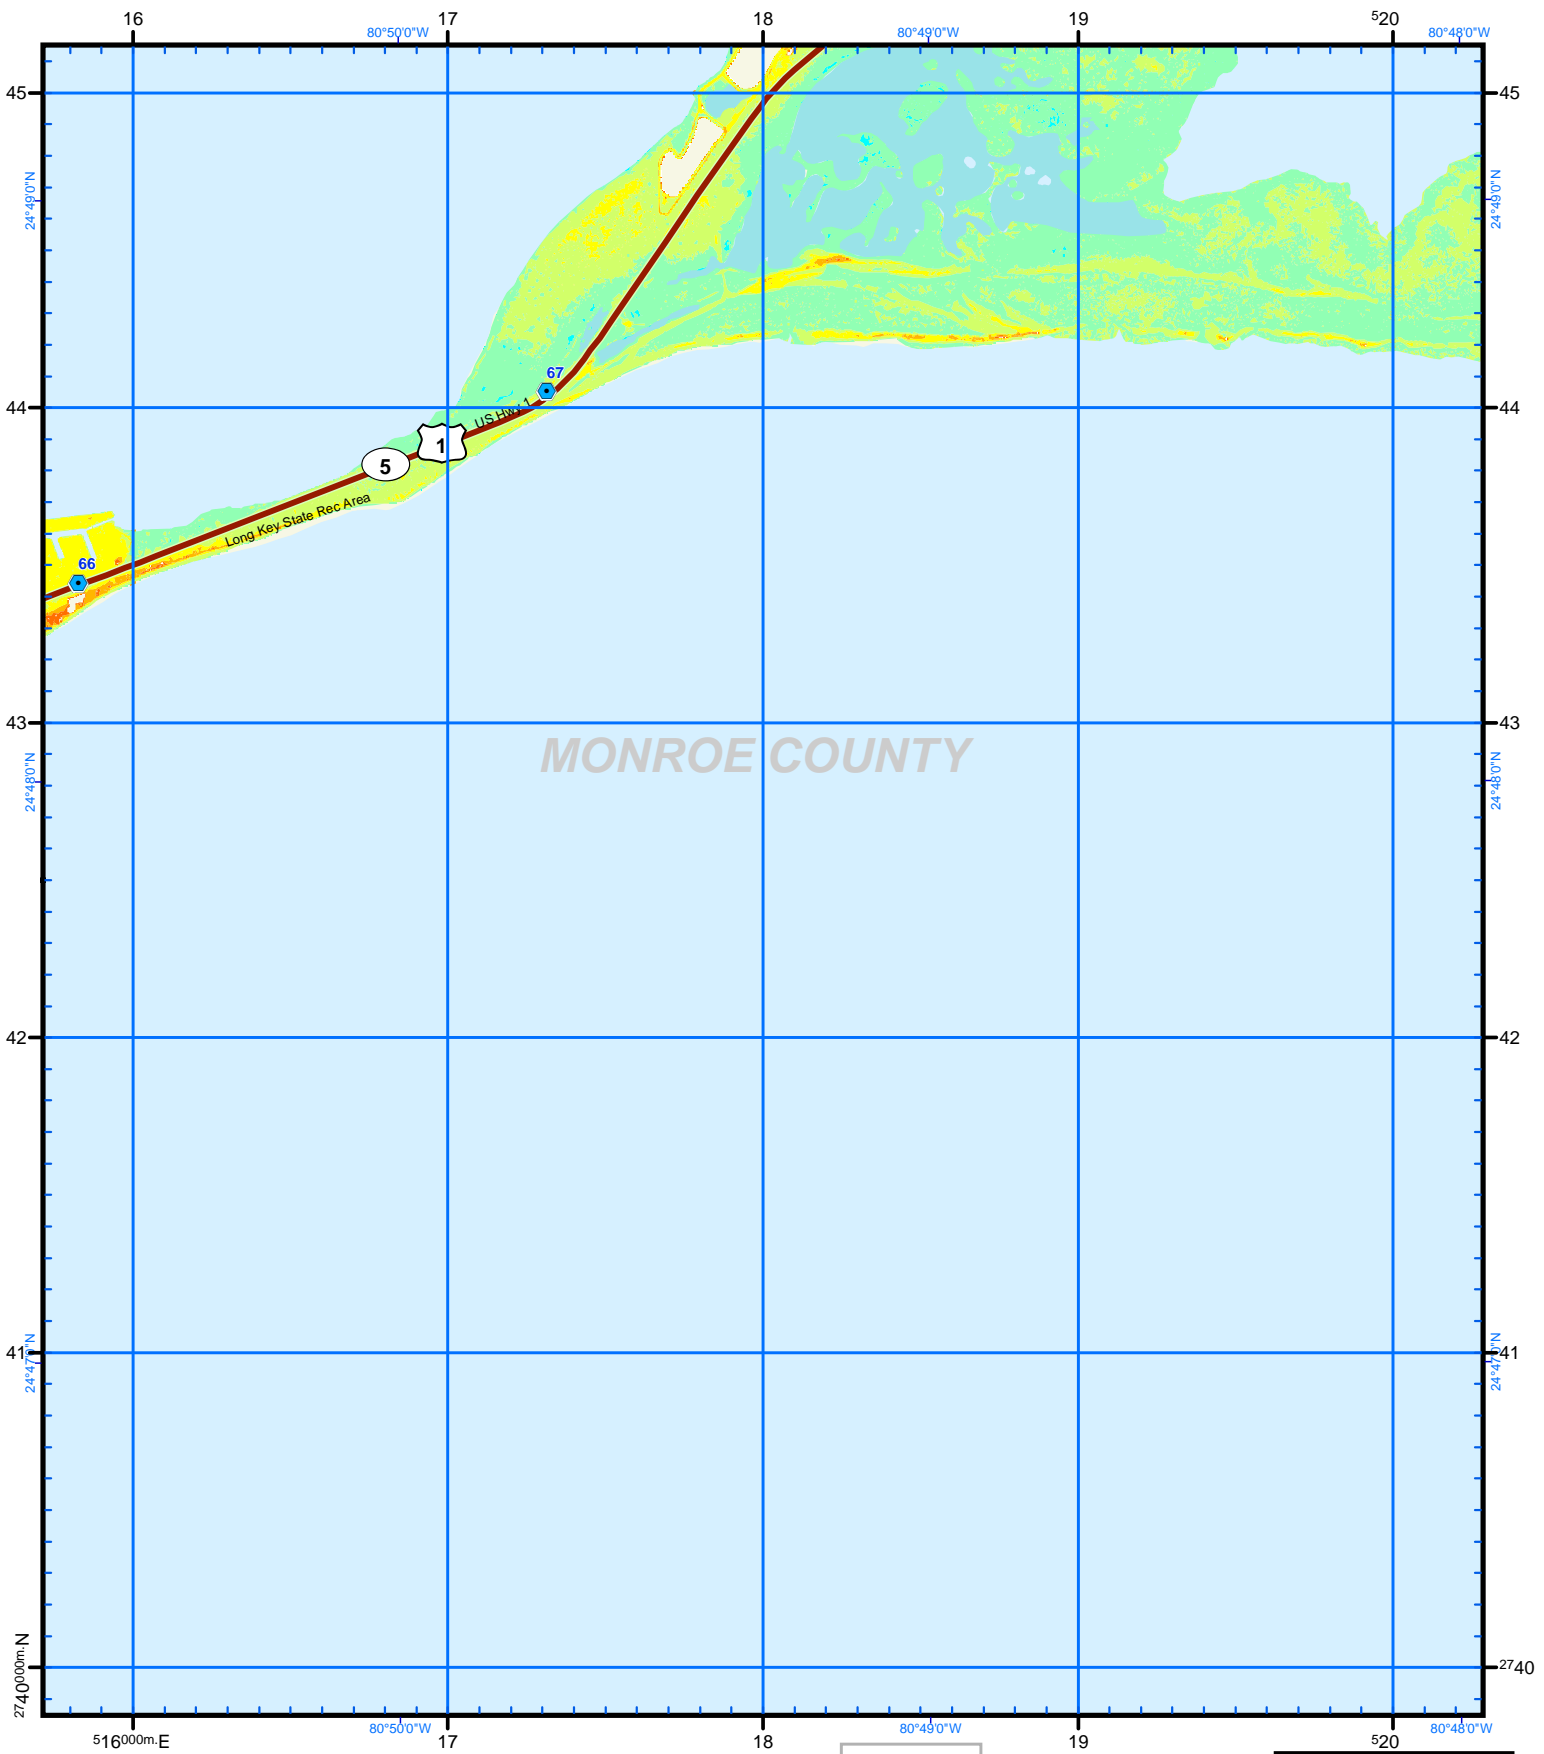 16 17 18 19 520
80°50'0"W 80°49'0"W 80°48'0"W
45 45
24°49'0"N 24°49'0"N
67
44 US Hwy 1 44
1
5
Long Key State Rec Area
66
43 43
MONROE COUNTY
24°48'0"N 24°48'0"N
42 42
41 41
24°47'0"N 24°47'0"N
2740000m.N 2740
80°50'0"W 80°49'0"W 80°48'0"W
516000m.E 17 18 19 520